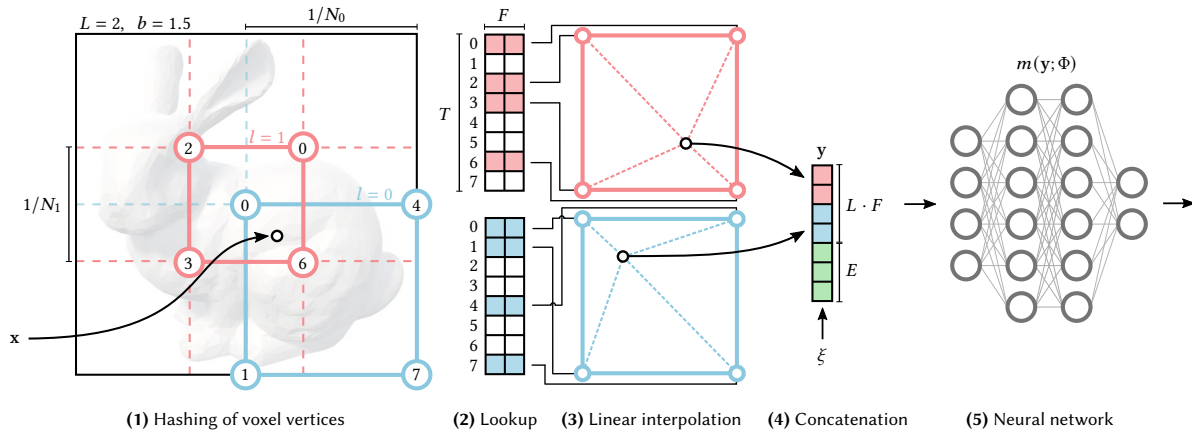 L = 2, b = 1.5
1/N₀
l = 1
2
0
l = 0
0
4
1/N₁
3
6
x
1
7
F
T
0
1
2
3
4
5
6
7
0
1
2
3
4
5
6
7
y
L · F
E
ξ
m(y; Φ)
(1) Hashing of voxel vertices
(2) Lookup
(3) Linear interpolation
(4) Concatenation
(5) Neural network